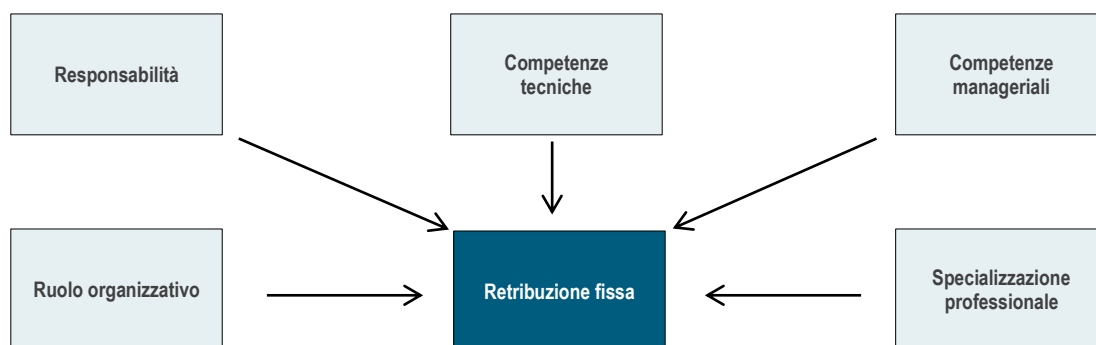 Responsabilità
Competenze
tecniche
Competenze
manageriali
Ruolo organizzativo
Retribuzione fissa
Specializzazione
professionale